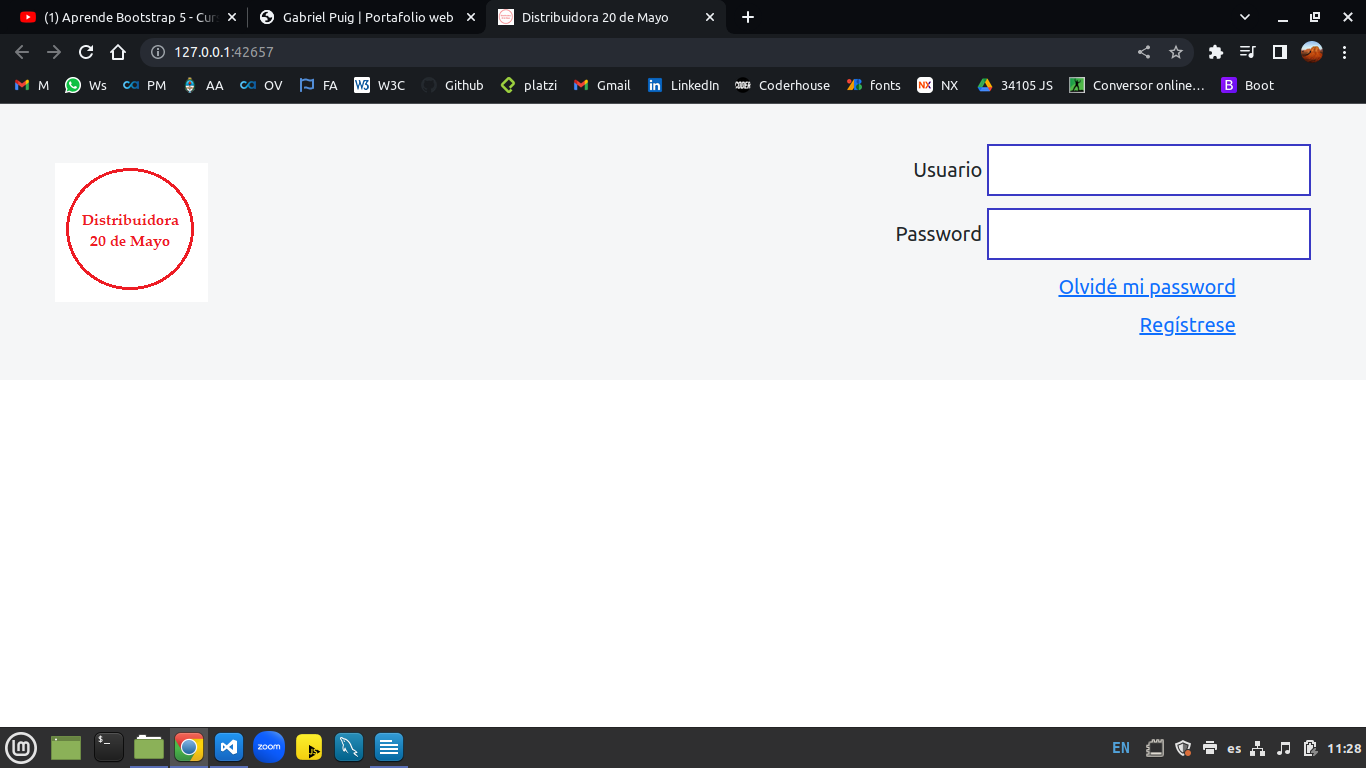 (1) Aprende Bootstrap 5 - Cur
Gabriel Puig | Portafolio web
Distribuidora 20 de Mayo
127.0.0.1:42657
M
Ws
PM
AA
OV
FA
W3C
Github
platzi
Gmail
LinkedIn
Coderhouse
fonts
NX
34105 JS
Conversor online…
Boot
Distribuidora
20 de Mayo
Usuario
Password
Olvidé mi password
Regístrese
zoom
JS
EN
es
11:28